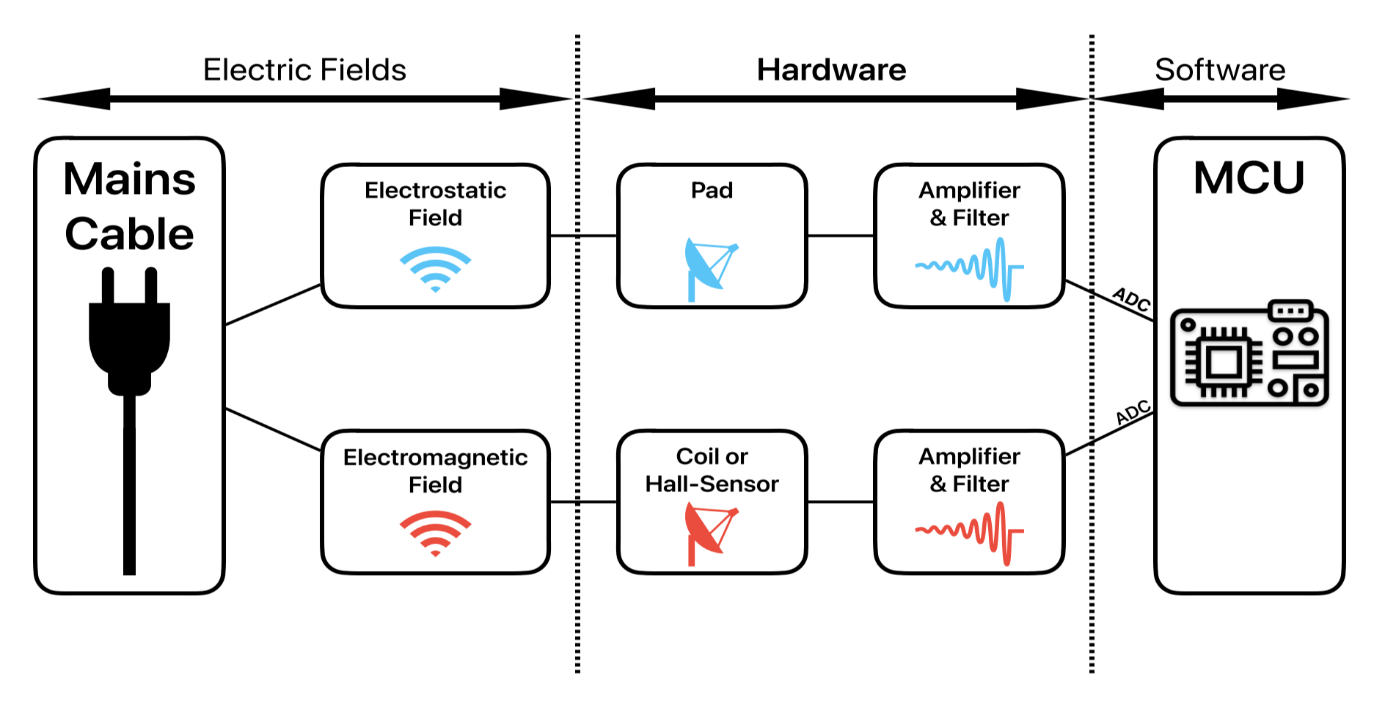 Electric Fields
Hardware
Software
Mains
Cable
Electrostatic
Field
Pad
Amplifier
& Filter
ADC
MCU
Electromagnetic
Field
Coil or
Hall-Sensor
Amplifier
& Filter
ADC